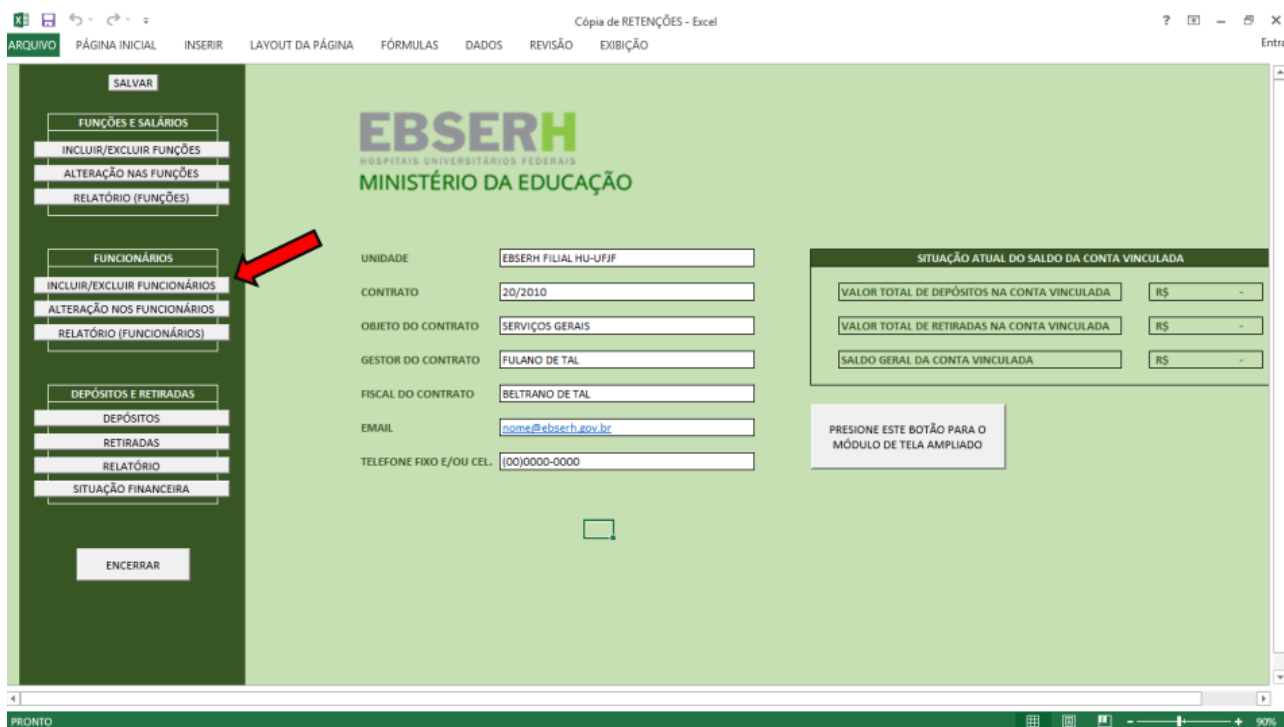 Cópia de RETENÇÕES - Excel
ARQUIVO PÁGINA INICIAL INSERIR LAYOUT DA PÁGINA FÓRMULAS DADOS REVISÃO EXIBIÇÃO Entra
SALVAR
FUNÇÕES E SALÁRIOS
INCLUIR/EXCLUIR FUNÇÕES
ALTERAÇÃO NAS FUNÇÕES
RELATÓRIO (FUNÇÕES)
FUNCIONÁRIOS
INCLUIR/EXCLUIR FUNCIONÁRIOS
ALTERAÇÃO NOS FUNCIONÁRIOS
RELATÓRIO (FUNCIONÁRIOS)
DEPÓSITOS E RETIRADAS
DEPÓSITOS
RETIRADAS
RELATÓRIO
SITUAÇÃO FINANCEIRA
ENCERRAR
EBSERH
HOSPITAIS UNIVERSITÁRIOS FEDERAIS
MINISTÉRIO DA EDUCAÇÃO
UNIDADE EBSERH FILIAL HU-UFJF
CONTRATO 20/2010
OBJETO DO CONTRATO SERVIÇOS GERAIS
GESTOR DO CONTRATO FULANO DE TAL
FISCAL DO CONTRATO BELTRANO DE TAL
EMAIL nome@ebserh.gov.br
TELEFONE FIXO E/OU CEL. (00)0000-0000
SITUAÇÃO ATUAL DO SALDO DA CONTA VINCULADA
VALOR TOTAL DE DEPÓSITOS NA CONTA VINCULADA R$ -
VALOR TOTAL DE RETIRADAS NA CONTA VINCULADA R$ -
SALDO GERAL DA CONTA VINCULADA R$ -
PRESIONE ESTE BOTÃO PARA O
MÓDULO DE TELA AMPLIADO
PRONTO 90%